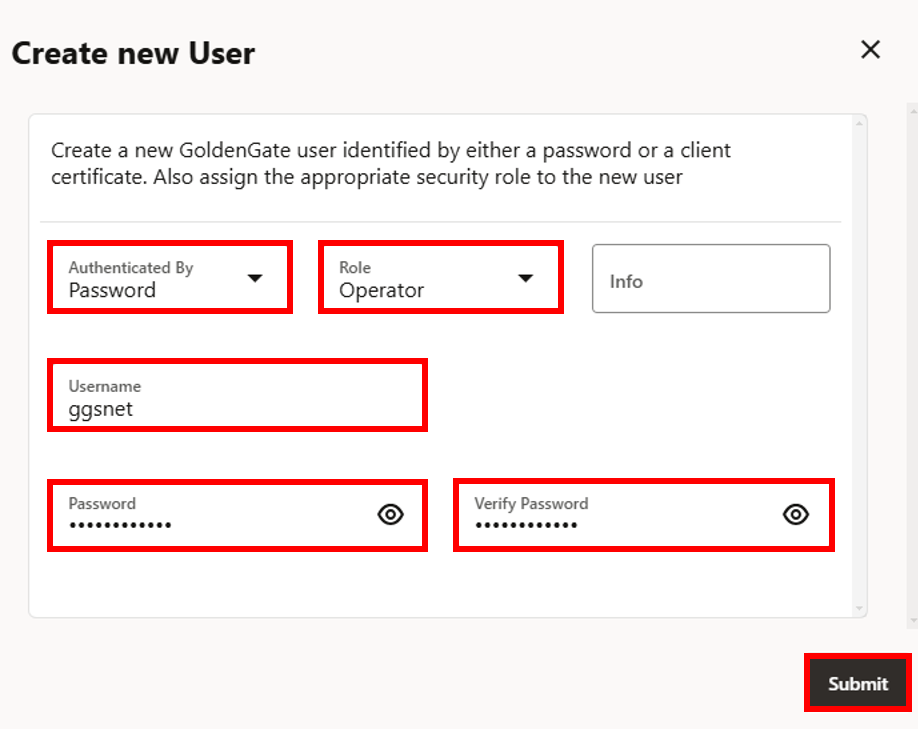 Create new User
Create a new GoldenGate user identified by either a password or a client
certificate. Also assign the appropriate security role to the new user
Authenticated By
Password
Role
Operator
Info
Username
ggsnet
Password
••••••••••••
Verify Password
••••••••••••
Submit